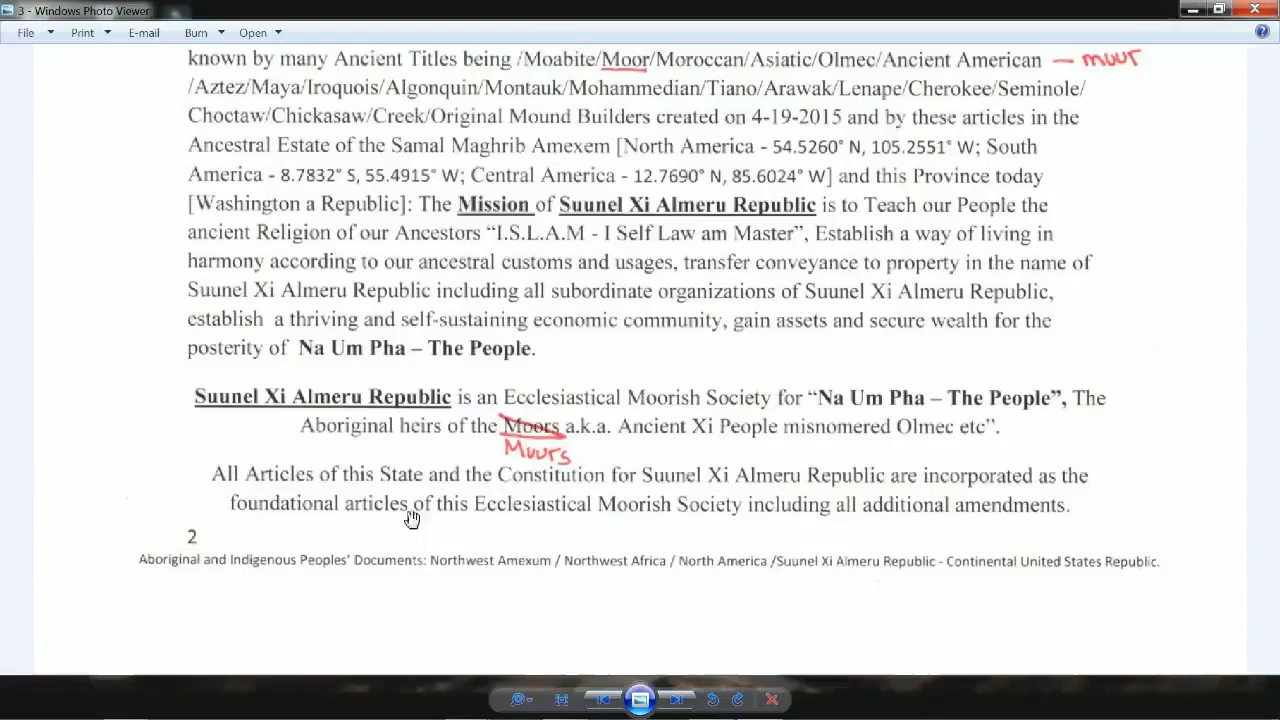 3 - Windows Photo Viewer
File Print E-mail Burn Open
known by many Ancient Titles being /Moabite/Moor/Moroccan/Asiatic/Olmec/Ancient American — muur
/Aztez/Maya/Iroquois/Algonquin/Montauk/Mohammedian/Tiano/Arawak/Lenape/Cherokee/Seminole/
Choctaw/Chickasaw/Creek/Original Mound Builders created on 4-19-2015 and by these articles in the
Ancestral Estate of the Samal Maghrib Amexem [North America - 54.5260° N, 105.2551° W; South
America - 8.7832° S, 55.4915° W; Central America - 12.7690° N, 85.6024° W] and this Province today
[Washington a Republic]: The Mission of Suunel Xi Almeru Republic is to Teach our People the
ancient Religion of our Ancestors “I.S.L.A.M - I Self Law am Master”, Establish a way of living in
harmony according to our ancestral customs and usages, transfer conveyance to property in the name of
Suunel Xi Almeru Republic including all subordinate organizations of Suunel Xi Almeru Republic,
establish a thriving and self-sustaining economic community, gain assets and secure wealth for the
posterity of Na Um Pha – The People.
Suunel Xi Almeru Republic is an Ecclesiastical Moorish Society for “Na Um Pha – The People”, The
Aboriginal heirs of the Moors a.k.a. Ancient Xi People misnomered Olmec etc”.
Muurs
All Articles of this State and the Constitution for Suunel Xi Almeru Republic are incorporated as the
foundational articles of this Ecclesiastical Moorish Society including all additional amendments.
2
Aboriginal and Indigenous Peoples’ Documents: Northwest Amexum / Northwest Africa / North America /Suunel Xi Almeru Republic - Continental United States Republic.